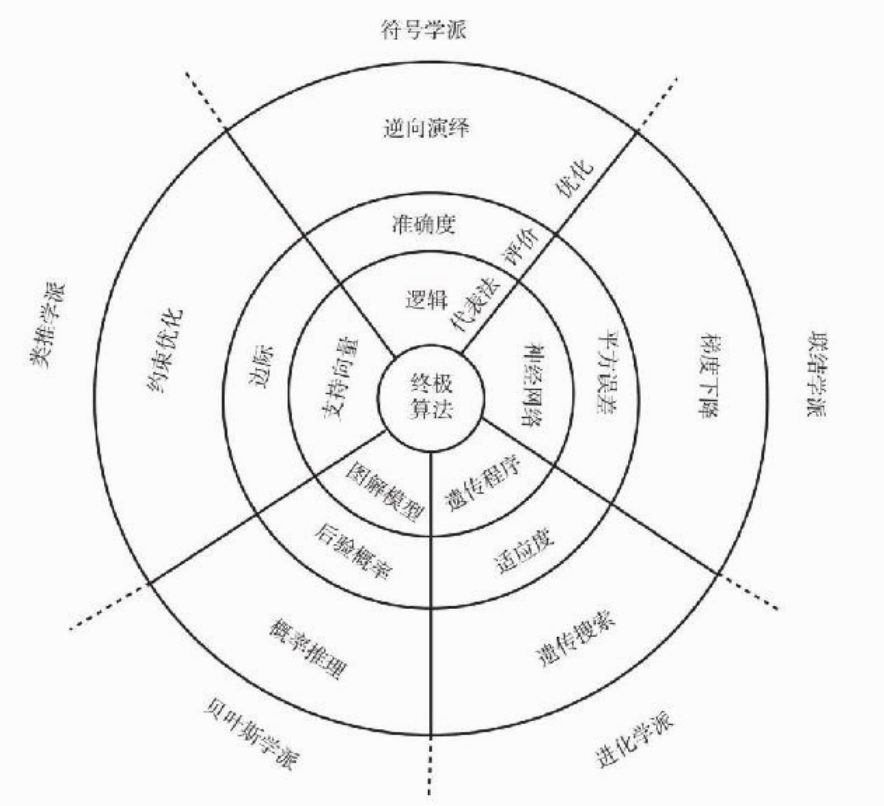 符号学派
逆向演绎
优化
准确度
评价
逻辑
代表法
类推学派
约束优化
边际
支持向量
终极
算法
神经网络
平方误差
梯度下降
联结学派
图解模型
遗传程序
后验概率
适应度
概率推理
遗传搜索
贝叶斯学派
进化学派